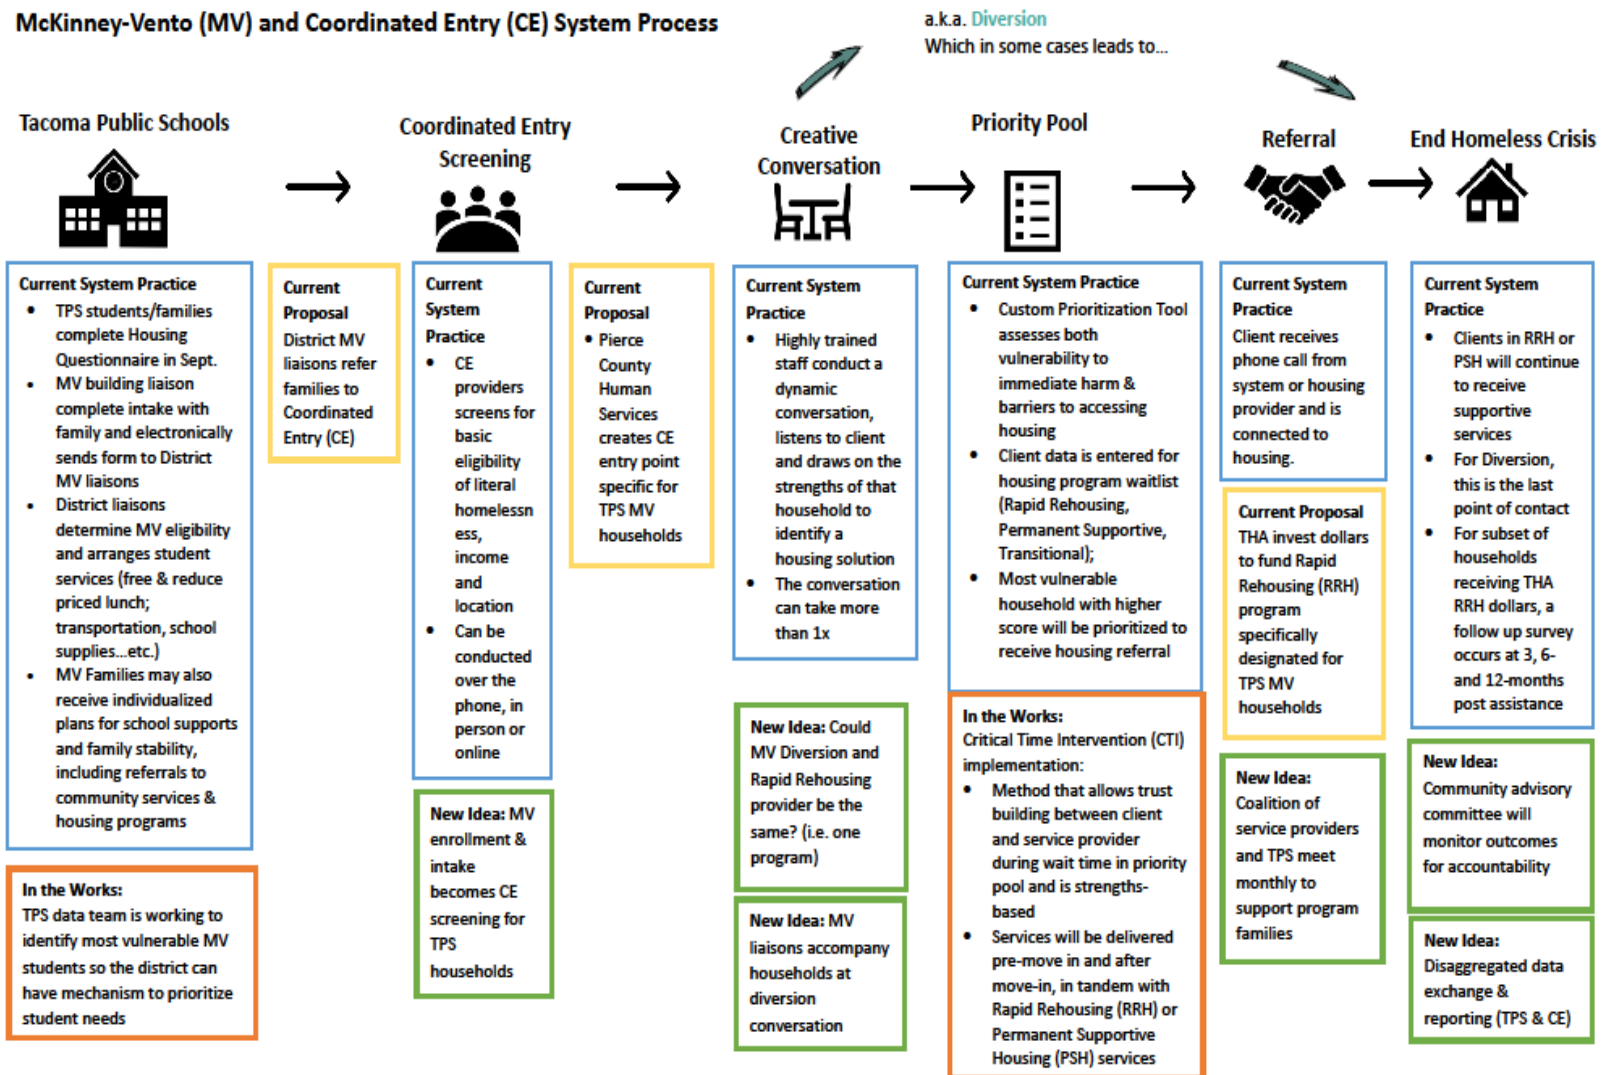 McKinney-Vento (MV) and Coordinated Entry (CE) System Process
a.k.a. Diversion
Which in some cases leads to...
Tacoma Public Schools
Coordinated Entry
Screening
Creative
Conversation
Priority Pool
Referral
End Homeless Crisis
Current System Practice
• TPS students/families
complete Housing
Questionnaire in Sept.
• MV building liaison
complete intake with
family and electronically
sends form to District
MV liaisons
• District liaisons
determine MV eligibility
and arranges student
services (free & reduce
priced lunch;
transportation, school
supplies...etc.)
• MV Families may also
receive individualized
plans for school supports
and family stability,
including referrals to
community services &
housing programs
In the Works:
TPS data team is working to
identify most vulnerable MV
students so the district can
have mechanism to prioritize
student needs
Current
Proposal
District MV
liaisons refer
families to
Coordinated
Entry (CE)
Current
System
Practice
• CE
providers
screens for
basic
eligibility
of literal
homelessn
ess,
income
and
location
• Can be
conducted
over the
phone, in
person or
online
New Idea: MV
enrollment &
intake
becomes CE
screening for
TPS
households
Current
Proposal
• Pierce
County
Human
Services
creates CE
entry point
specific for
TPS MV
households
Current System
Practice
• Highly trained
staff conduct a
dynamic
conversation,
listens to client
and draws on the
strengths of that
household to
identify a
housing solution
• The conversation
can take more
than 1x
New Idea: Could
MV Diversion and
Rapid Rehousing
provider be the
same? (i.e. one
program)
New Idea: MV
liaisons accompany
households at
diversion
conversation
Current System Practice
• Custom Prioritization Tool
assesses both
vulnerability to
immediate harm &
barriers to accessing
housing
• Client data is entered for
housing program waitlist
(Rapid Rehousing,
Permanent Supportive,
Transitional);
• Most vulnerable
household with higher
score will be prioritized to
receive housing referral
In the Works:
Critical Time Intervention (CTI)
implementation:
• Method that allows trust
building between client
and service provider
during wait time in priority
pool and is strengths-
based
• Services will be delivered
pre-move in and after
move-in, in tandem with
Rapid Rehousing (RRH) or
Permanent Supportive
Housing (PSH) services
Current System
Practice
Client receives
phone call from
system or housing
provider and is
connected to
housing.
Current Proposal
THA invest dollars
to fund Rapid
Rehousing (RRH)
program
specifically
designated for
TPS MV
households
New Idea:
Coalition of
service providers
and TPS meet
monthly to
support program
families
Current System
Practice
• Clients in RRH or
PSH will continue
to receive
supportive
services
• For Diversion,
this is the last
point of contact
• For subset of
households
receiving THA
RRH dollars, a
follow up survey
occurs at 3, 6-
and 12-months
post assistance
New Idea:
Community advisory
committee will
monitor outcomes
for accountability
New Idea:
Disaggregated data
exchange &
reporting (TPS & CE)